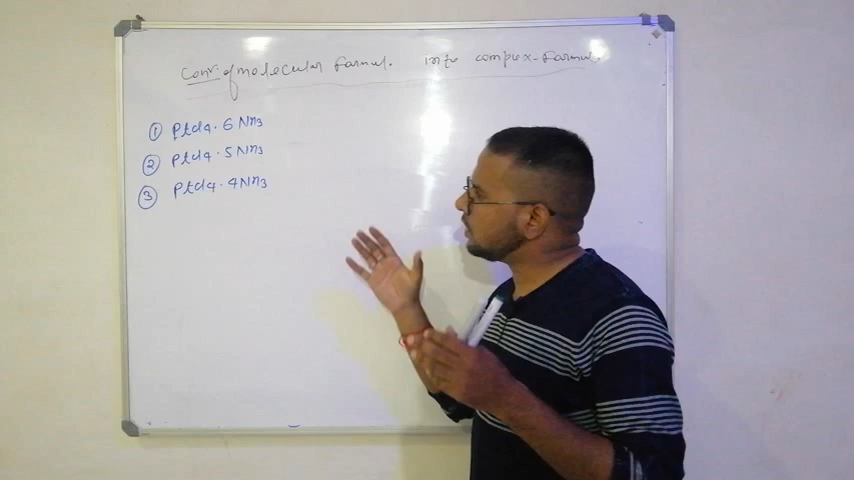 Conv. of molecular formul. into complex-formul.
① PtCl4. 6 NH3
② PtCl4. 5 NH3
③ PtCl4. 4 NH3